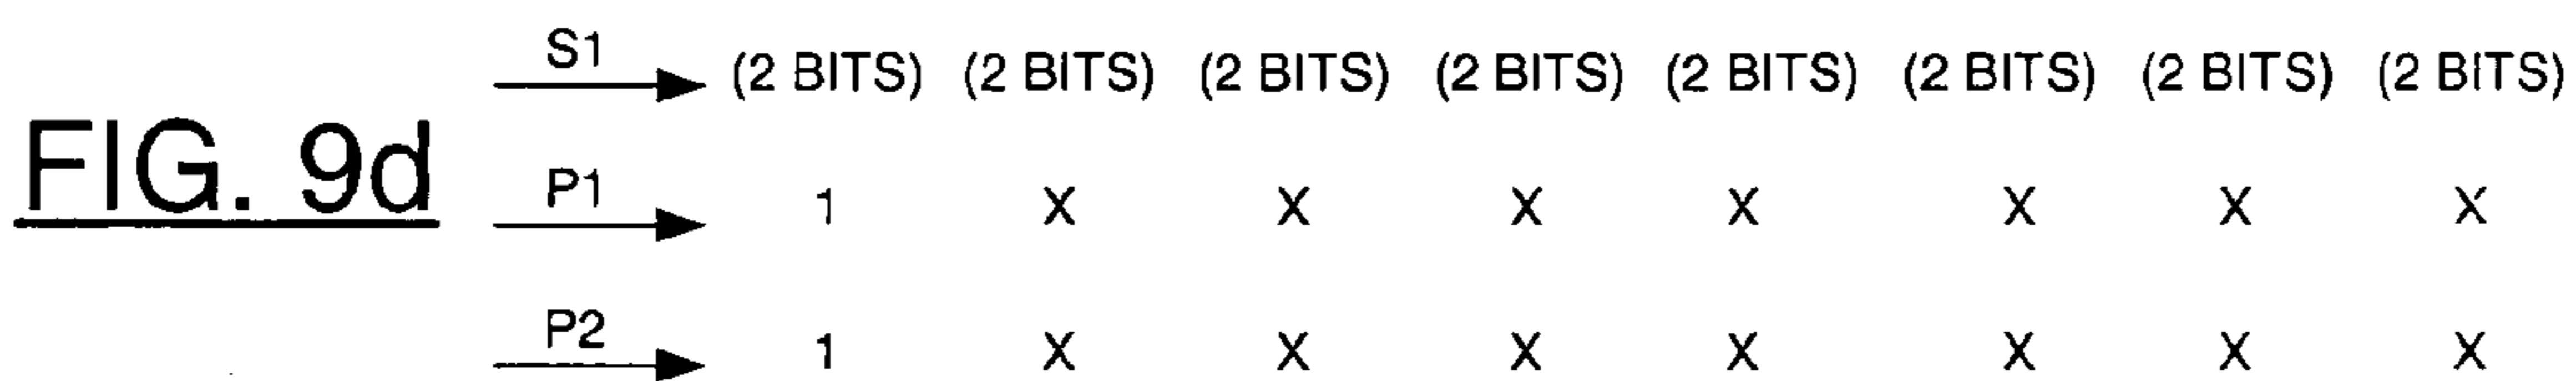 S1 (2 BITS) (2 BITS) (2 BITS) (2 BITS) (2 BITS) (2 BITS) (2 BITS) (2 BITS)
FIG. 9d
P1 1 X X X X X X X
P2 1 X X X X X X X